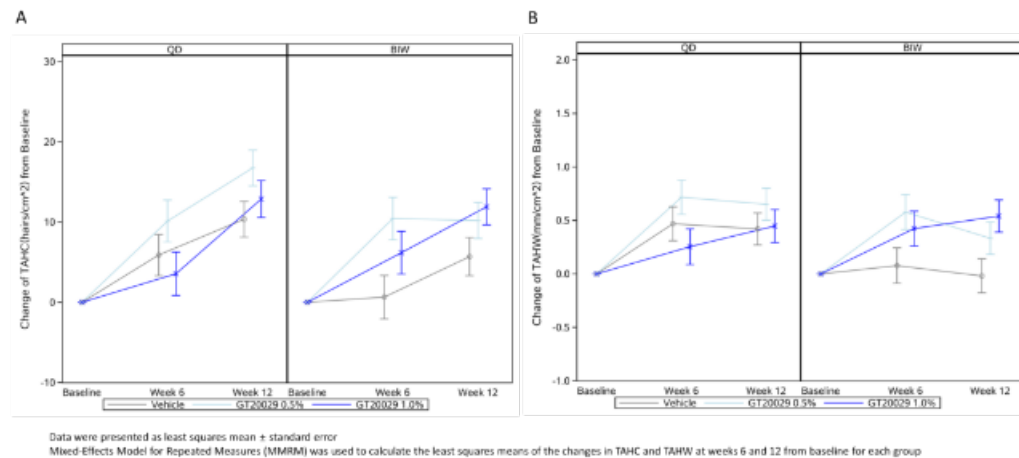 A
B
QD
BIW
QD
BIW
Change of TAHC(hairs/cm^2) from Baseline
30
20
10
0
-10
Baseline
Week 6
Week 12
Baseline
Week 6
Week 12
Vehicle
GT20029 0.5%
GT20029 1.0%
Change of TAHW(mm/cm^2) from Baseline
2.0
1.5
1.0
0.5
0.0
-0.5
-1.0
Baseline
Week 6
Week 12
Baseline
Week 6
Week 12
Vehicle
GT20029 0.5%
GT20029 1.0%
Data were presented as least squares mean ± standard error
Mixed-Effects Model for Repeated Measures (MMRM) was used to calculate the least squares means of the changes in TAHC and TAHW at weeks 6 and 12 from baseline for each group